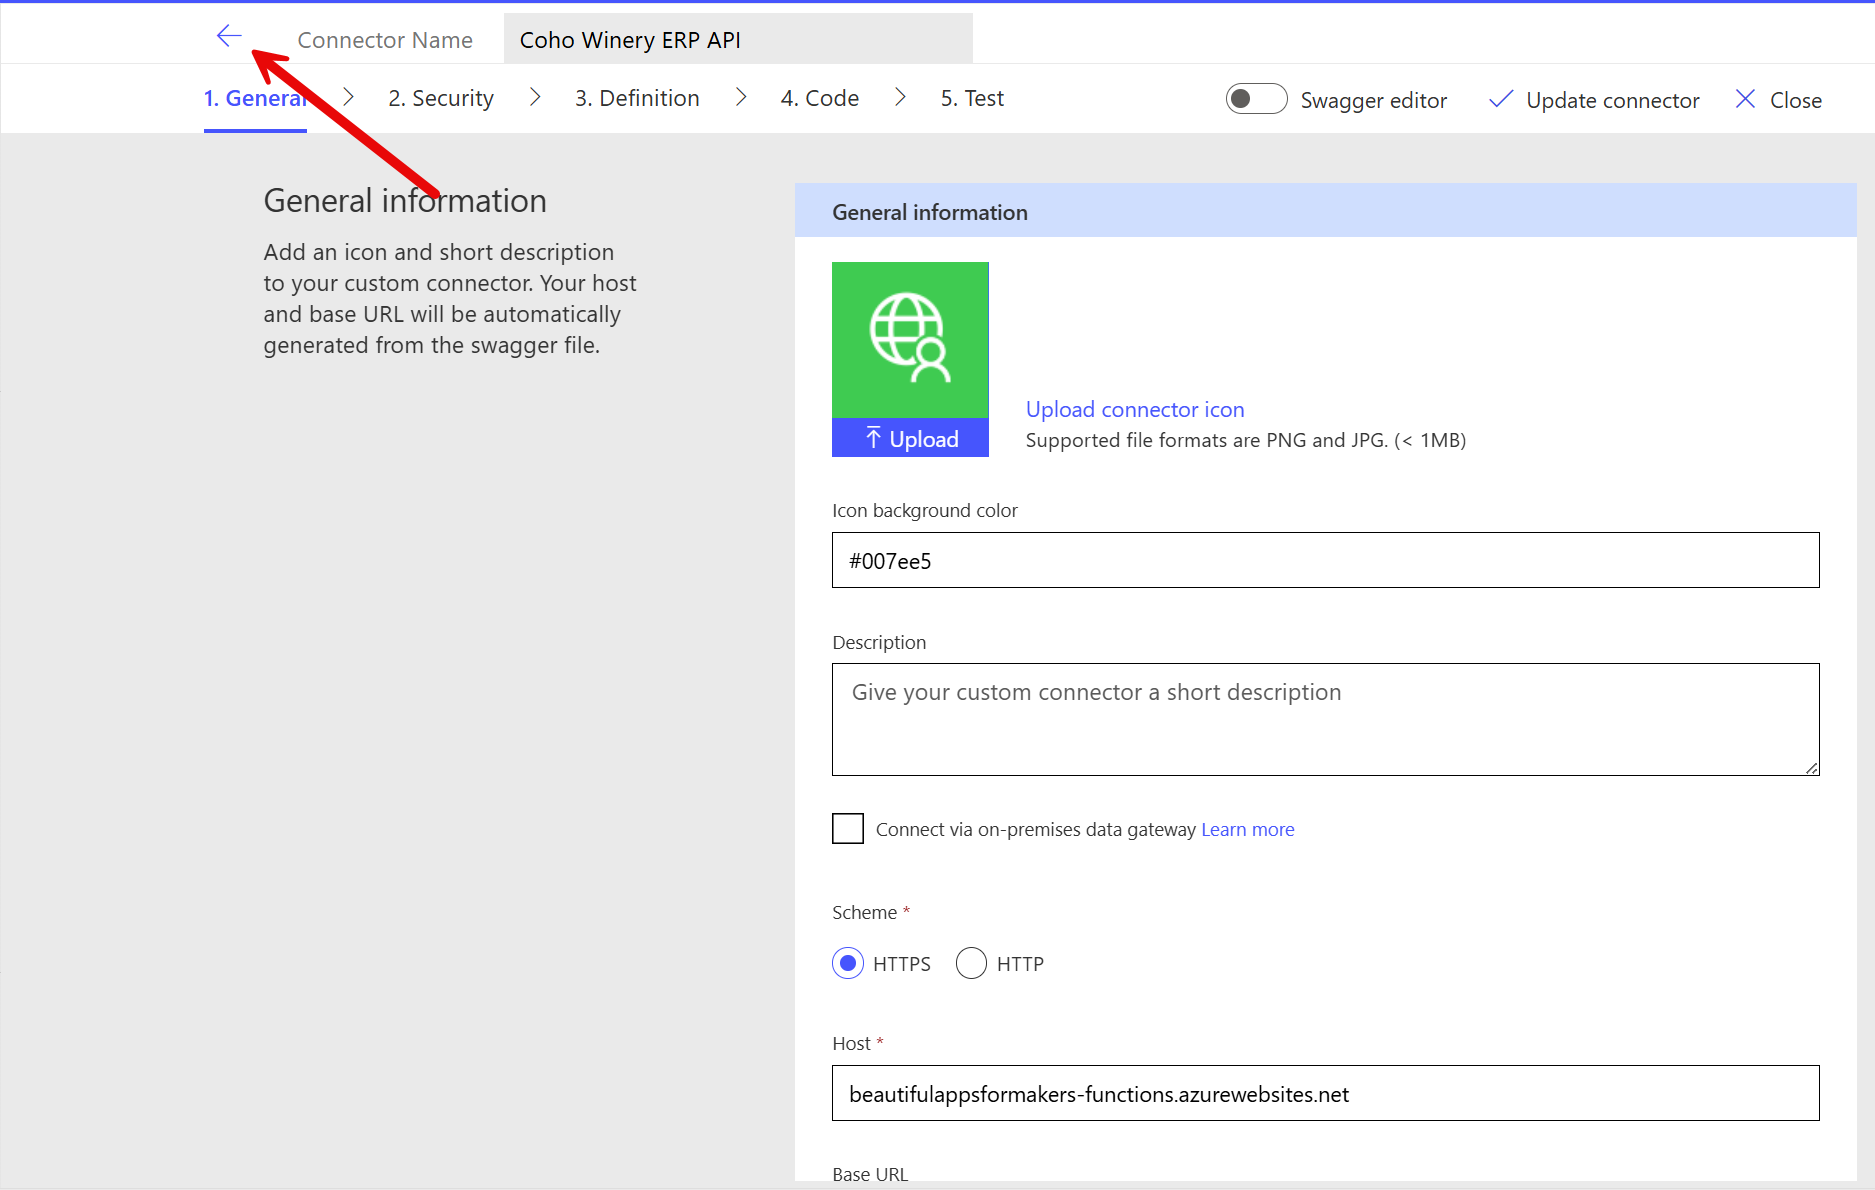 Connector Name
Coho Winery ERP API
1. General
2. Security
3. Definition
4. Code
5. Test
Swagger editor
Update connector
Close
General information
Add an icon and short description
to your custom connector. Your host
and base URL will be automatically
generated from the swagger file.
General information
Upload
Upload connector icon
Supported file formats are PNG and JPG. (< 1MB)
Icon background color
#007ee5
Description
Give your custom connector a short description
Connect via on-premises data gateway Learn more
Scheme *
HTTPS
HTTP
Host *
beautifulappsformakers-functions.azurewebsites.net
Base URL